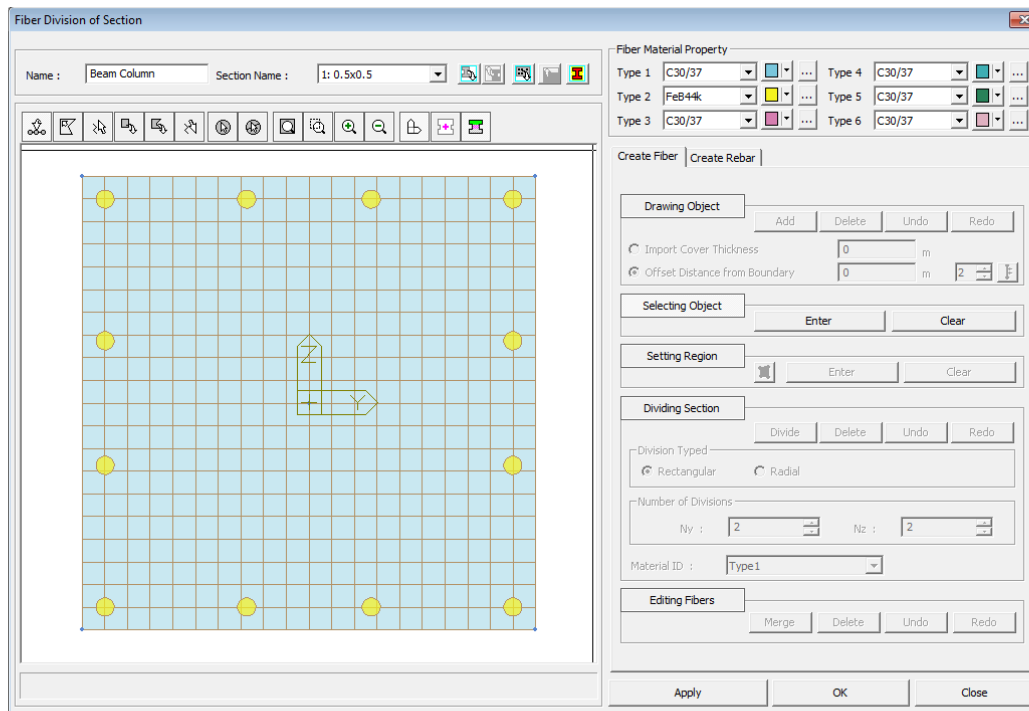 Fiber Division of Section
Name : Beam Column Section Name : 1: 0.5x0.5
Fiber Material Property
Type 1 C30/37 ... Type 4 C30/37 ...
Type 2 FeB44k ... Type 5 C30/37 ...
Type 3 C30/37 ... Type 6 C30/37 ...
Create Fiber Create Rebar
Drawing Object
Add Delete Undo Redo
Import Cover Thickness 0 m
Offset Distance from Boundary 0 m 2
Selecting Object
Enter Clear
Setting Region
Enter Clear
Dividing Section
Divide Delete Undo Redo
Division Typed
Rectangular Radial
Number of Divisions
Ny : 2 Nz : 2
Material ID : Type1
Editing Fibers
Merge Delete Undo Redo
Z
Y
Apply OK Close